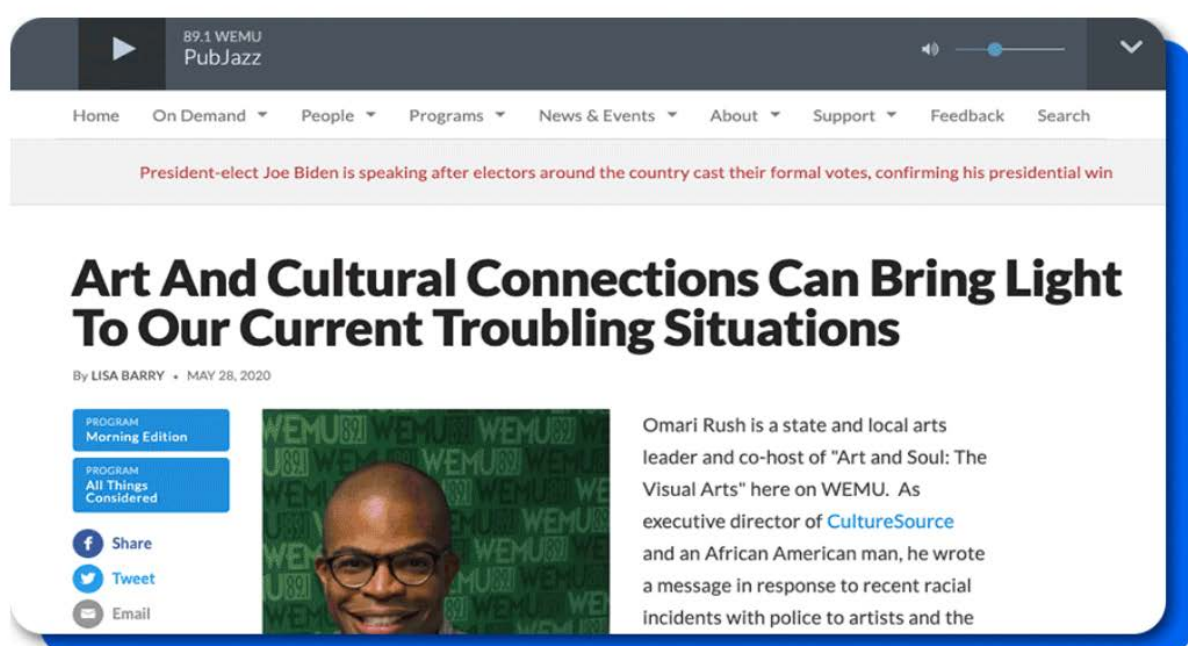 89.1 WEMU
PubJazz
Home On Demand People Programs News & Events About Support Feedback Search
President-elect Joe Biden is speaking after electors around the country cast their formal votes, confirming his presidential win
Art And Cultural Connections Can Bring Light
To Our Current Troubling Situations
By LISA BARRY • MAY 28, 2020
PROGRAM
Morning Edition
PROGRAM
All Things
Considered
Share
Tweet
Email
WEMU 89.1
Omari Rush is a state and local arts
leader and co-host of "Art and Soul: The
Visual Arts" here on WEMU. As
executive director of CultureSource
and an African American man, he wrote
a message in response to recent racial
incidents with police to artists and the